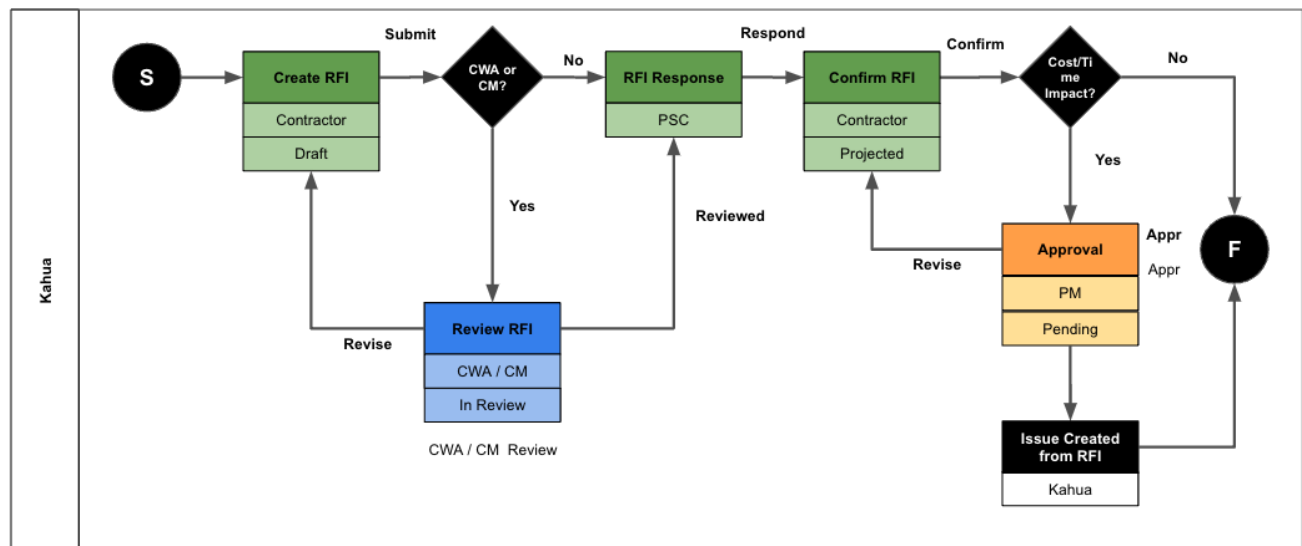 Kahua
S
Create RFI
Contractor
Draft
Submit
CWA or
CM?
No
Yes
RFI Response
PSC
Respond
Confirm RFI
Contractor
Projected
Confirm
Cost/Ti
me
Impact?
No
Yes
F
Reviewed
Revise
Review RFI
CWA / CM
In Review
CWA / CM  Review
Revise
Approval
PM
Pending
Appr
Appr
Issue Created
from RFI
Kahua